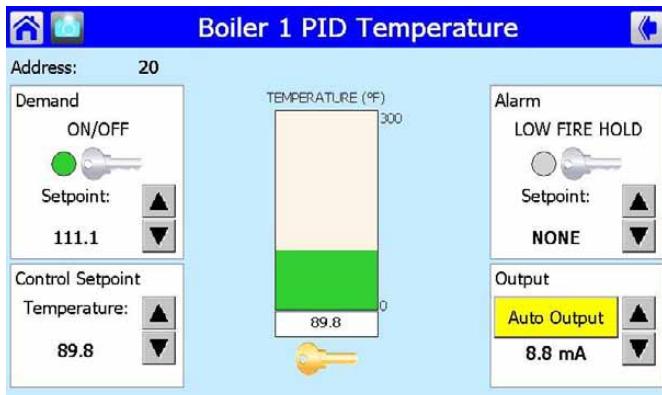 Boiler 1 PID Temperature
Address: 20
Demand
ON/OFF
Setpoint:
111.1
Control Setpoint
Temperature:
89.8
TEMPERATURE (ºF)
300
0
89.8
Alarm
LOW FIRE HOLD
Setpoint:
NONE
Output
Auto Output
8.8 mA